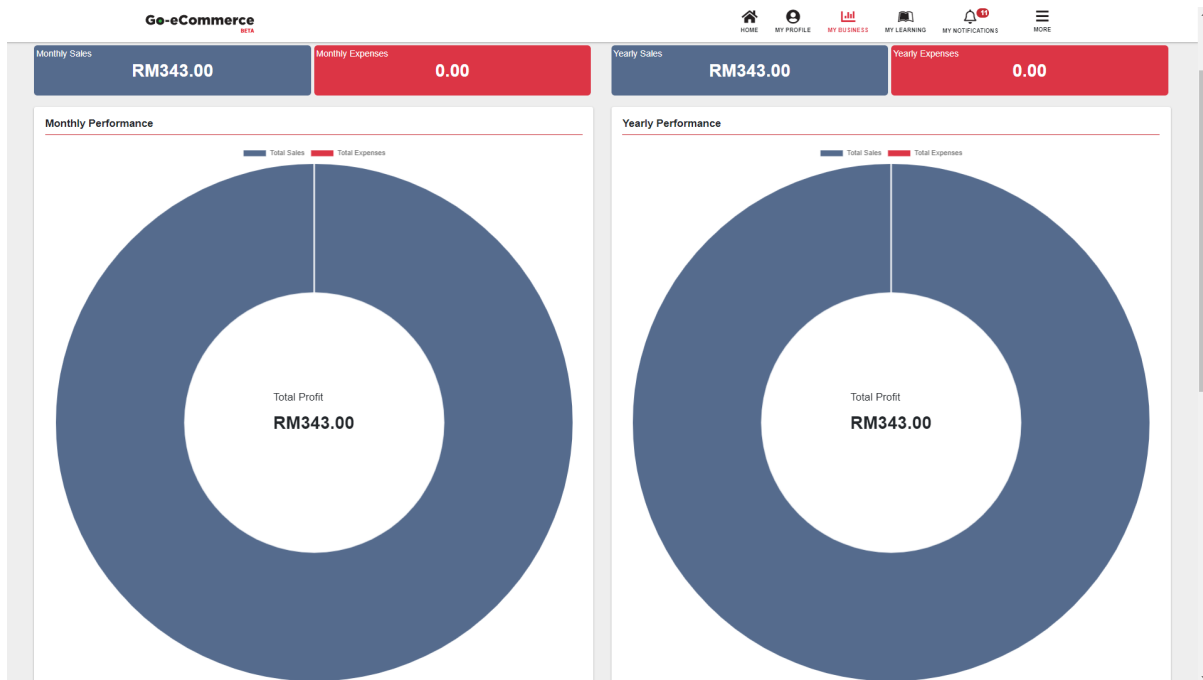 Go-eCommerce
BETA
HOME
MY PROFILE
MY BUSINESS
MY LEARNING
11
MY NOTIFICATIONS
MORE
Monthly Sales
RM343.00
Monthly Expenses
0.00
Yearly Sales
RM343.00
Yearly Expenses
0.00
Monthly Performance
Total Sales Total Expenses
Total Profit
RM343.00
Yearly Performance
Total Sales Total Expenses
Total Profit
RM343.00